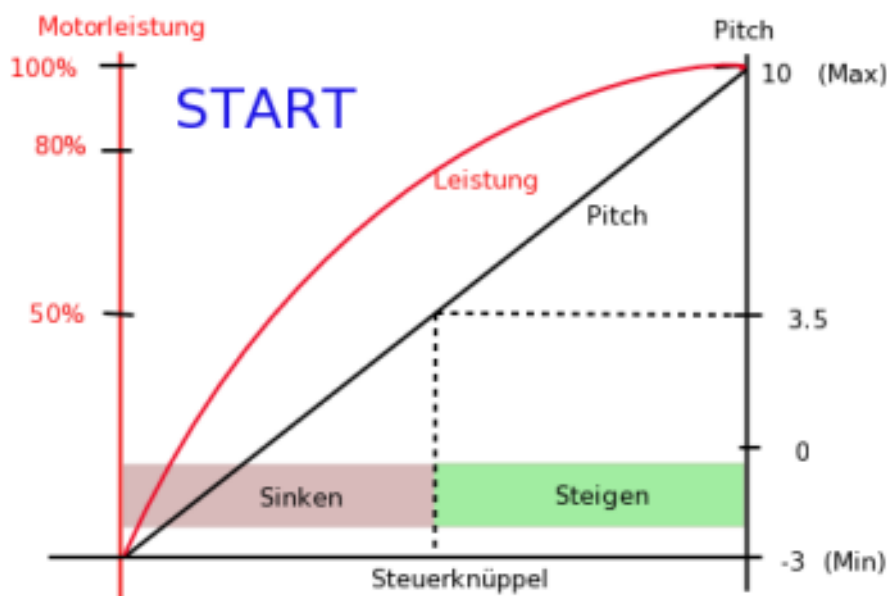 Motorleistung
Pitch
100%
10 (Max)
START
80%
Leistung
Pitch
50%
3.5
0
Sinken
Steigen
-3 (Min)
Steuerknüppel